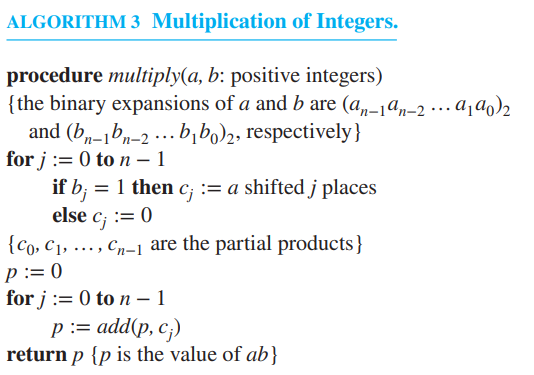 ALGORITHM 3 Multiplication of Integers.
procedure multiply(a, b: positive integers)
{the binary expansions of a and b are (aₙ₋₁aₙ₋₂ … a₁a₀)₂
and (bₙ₋₁bₙ₋₂ … b₁b₀)₂, respectively}
for j := 0 to n − 1
if bⱼ = 1 then cⱼ := a shifted j places
else cⱼ := 0
{c₀, c₁, …, cₙ₋₁ are the partial products}
p := 0
for j := 0 to n − 1
p := add(p, cⱼ)
return p {p is the value of ab}